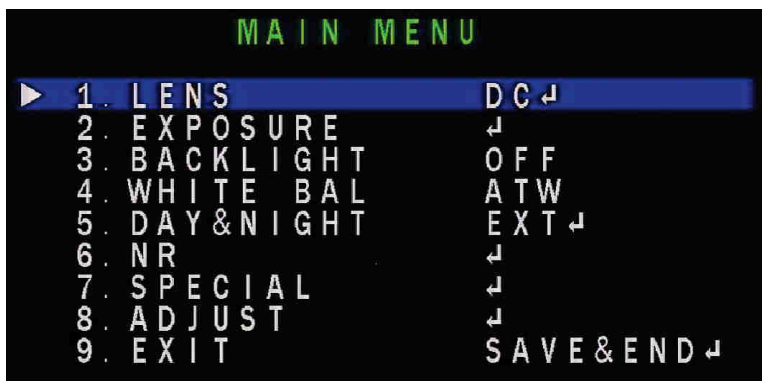 MAIN MENU
1. LENS DC↵
2. EXPOSURE ↵
3. BACKLIGHT OFF
4. WHITE BAL ATW
5. DAY&NIGHT EXT↵
6. NR ↵
7. SPECIAL ↵
8. ADJUST ↵
9. EXIT SAVE&END↵